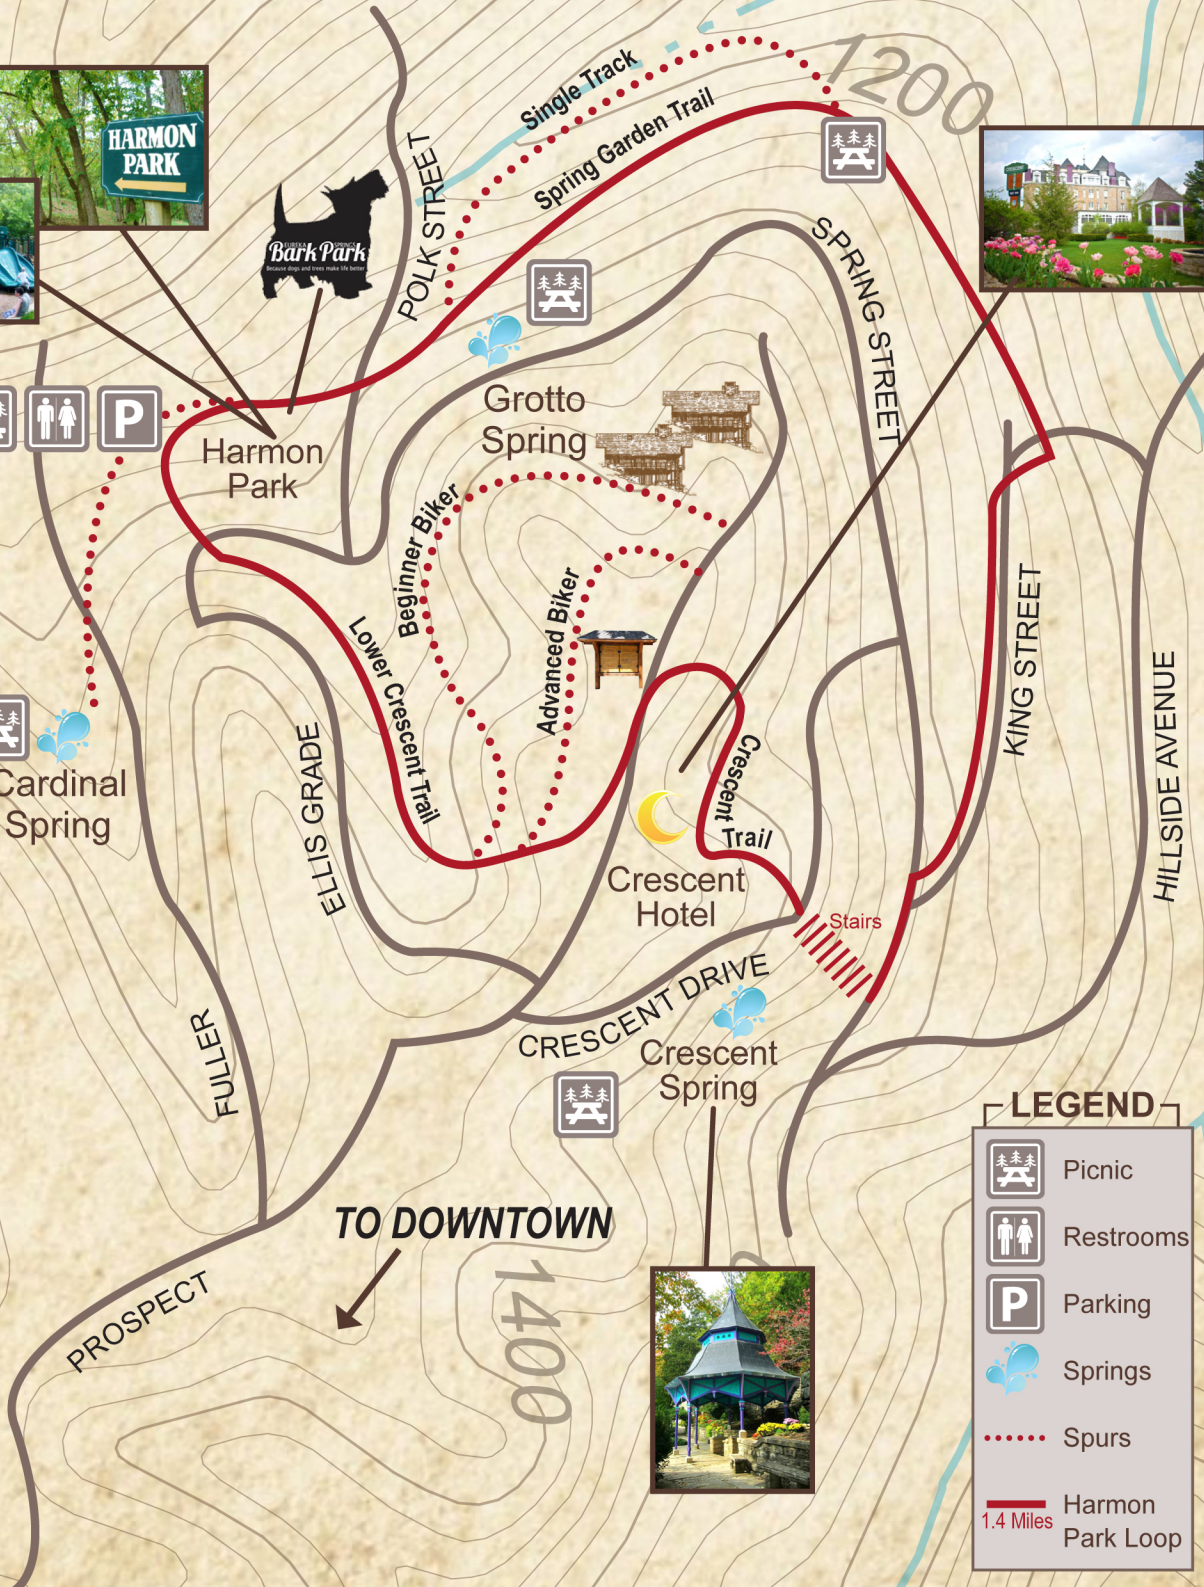 1200
Single Track
Spring Garden Trail
HARMON
PARK
EUREKA SPRINGS
Bark Park
Because dogs and trees make life better
POLK STREET
SPRING STREET
P
Harmon
Park
Grotto
Spring
Beginner Biker
Advanced Biker
Lower Crescent Trail
KING STREET
HILLSIDE AVENUE
Cardinal
Spring
ELLIS GRADE
Crescent
Trail
Crescent
Hotel
Stairs
CRESCENT DRIVE
Crescent
Spring
FULLER
TO DOWNTOWN
PROSPECT
1400
LEGEND
Picnic
Restrooms
P
Parking
Springs
Spurs
Harmon
1.4 Miles
Park Loop